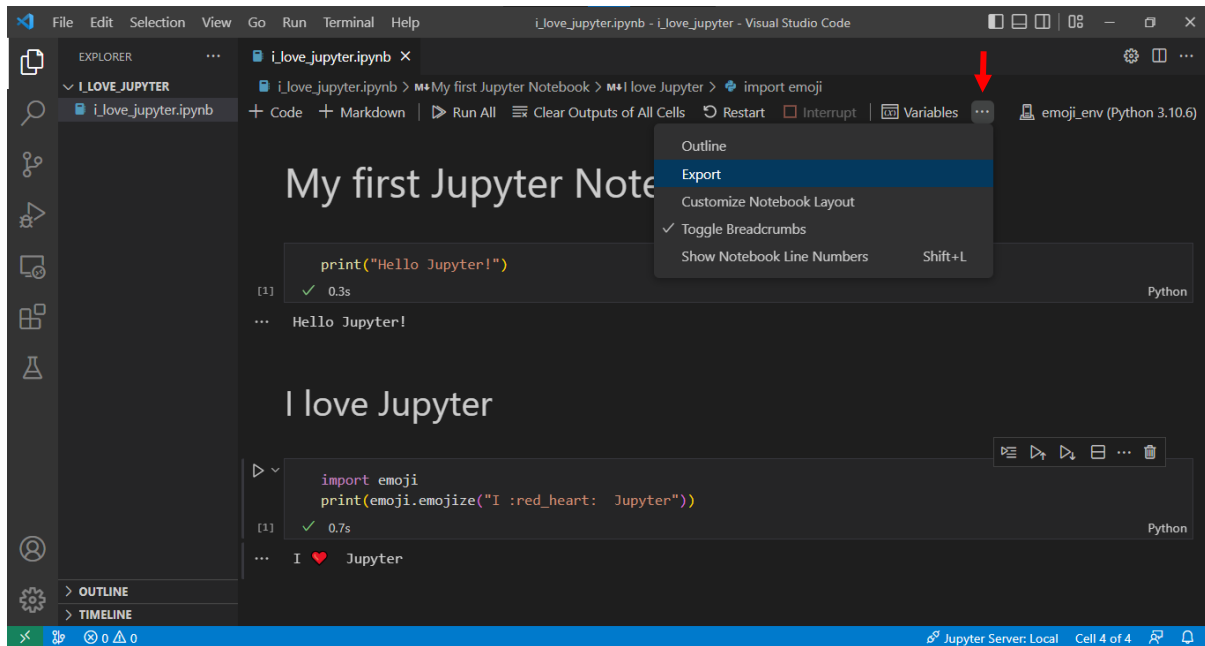 File Edit Selection View Go Run Terminal Help i_love_jupyter.ipynb - i_love_jupyter - Visual Studio Code
EXPLORER ··· i_love_jupyter.ipynb
I_LOVE_JUPYTER i_love_jupyter.ipynb > M↓My first Jupyter Notebook > M↓I love Jupyter > import emoji
i_love_jupyter.ipynb + Code + Markdown Run All Clear Outputs of All Cells Restart Interrupt Variables ··· emoji_env (Python 3.10.6)
Outline
Export
Customize Notebook Layout
✓ Toggle Breadcrumbs
Show Notebook Line Numbers Shift+L
My first Jupyter Note
print("Hello Jupyter!")
[1] ✓ 0.3s Python
··· Hello Jupyter!
I love Jupyter
import emoji
print(emoji.emojize("I :red_heart:  Jupyter"))
[1] ✓ 0.7s Python
··· I ❤  Jupyter
> OUTLINE
> TIMELINE
0 0 Jupyter Server: Local Cell 4 of 4